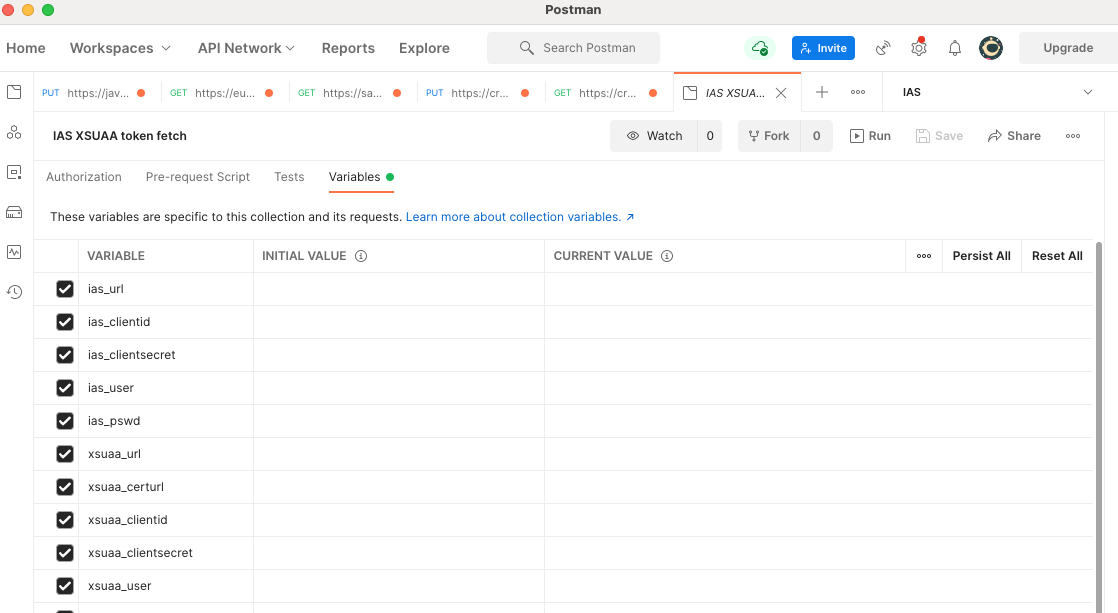 Postman
Home Workspaces API Network Reports Explore Search Postman Invite Upgrade
PUT https://jav... GET https://eu... GET https://sa... PUT https://cr... GET https://cr... IAS XSUA... IAS
IAS XSUAA token fetch Watch 0 Fork 0 Run Save Share
Authorization Pre-request Script Tests Variables
These variables are specific to this collection and its requests. Learn more about collection variables. ↗
VARIABLE INITIAL VALUE CURRENT VALUE Persist All Reset All
ias_url
ias_clientid
ias_clientsecret
ias_user
ias_pswd
xsuaa_url
xsuaa_certurl
xsuaa_clientid
xsuaa_clientsecret
xsuaa_user